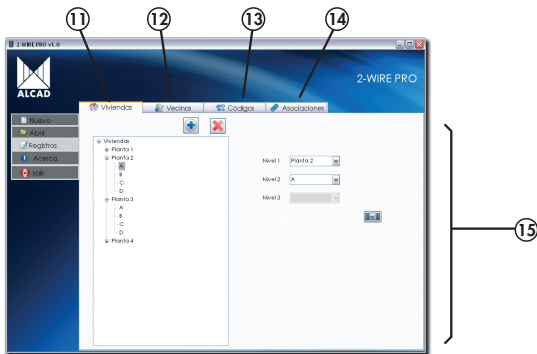 11 12 13 14
2-WIRE PRO v1.0
ALCAD
2-WIRE PRO
Viviendas Vecinos Códigos Asociaciones
Nuevo
Abrir
Registros
Acerca
salir
Viviendas
Planta 1
Planta 2
A
B
C
D
Planta 3
A
B
C
D
Planta 4
Nivel 1 Planta 2
Nivel 2 A
Nivel 3
15